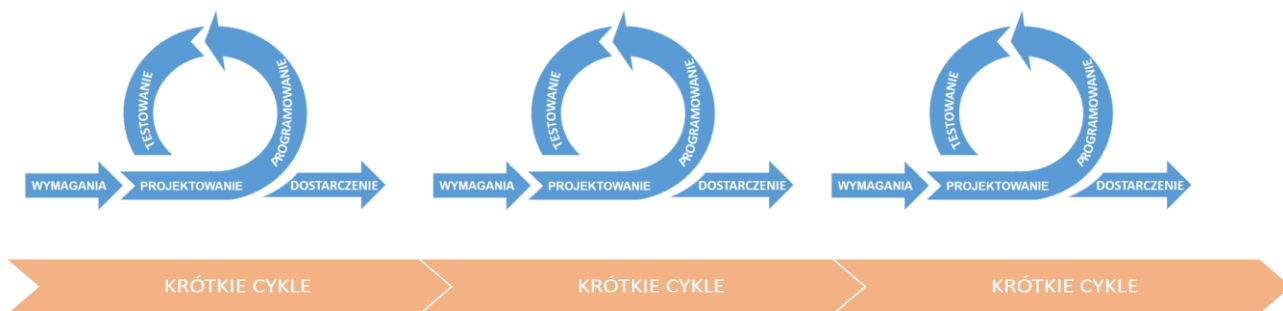 WYMAGANIA
PROJEKTOWANIE
PROGRAMOWANIE
TESTOWANIE
DOSTARCZENIE
WYMAGANIA
PROJEKTOWANIE
PROGRAMOWANIE
TESTOWANIE
DOSTARCZENIE
WYMAGANIA
PROJEKTOWANIE
PROGRAMOWANIE
TESTOWANIE
DOSTARCZENIE
KRÓTKIE CYKLE
KRÓTKIE CYKLE
KRÓTKIE CYKLE